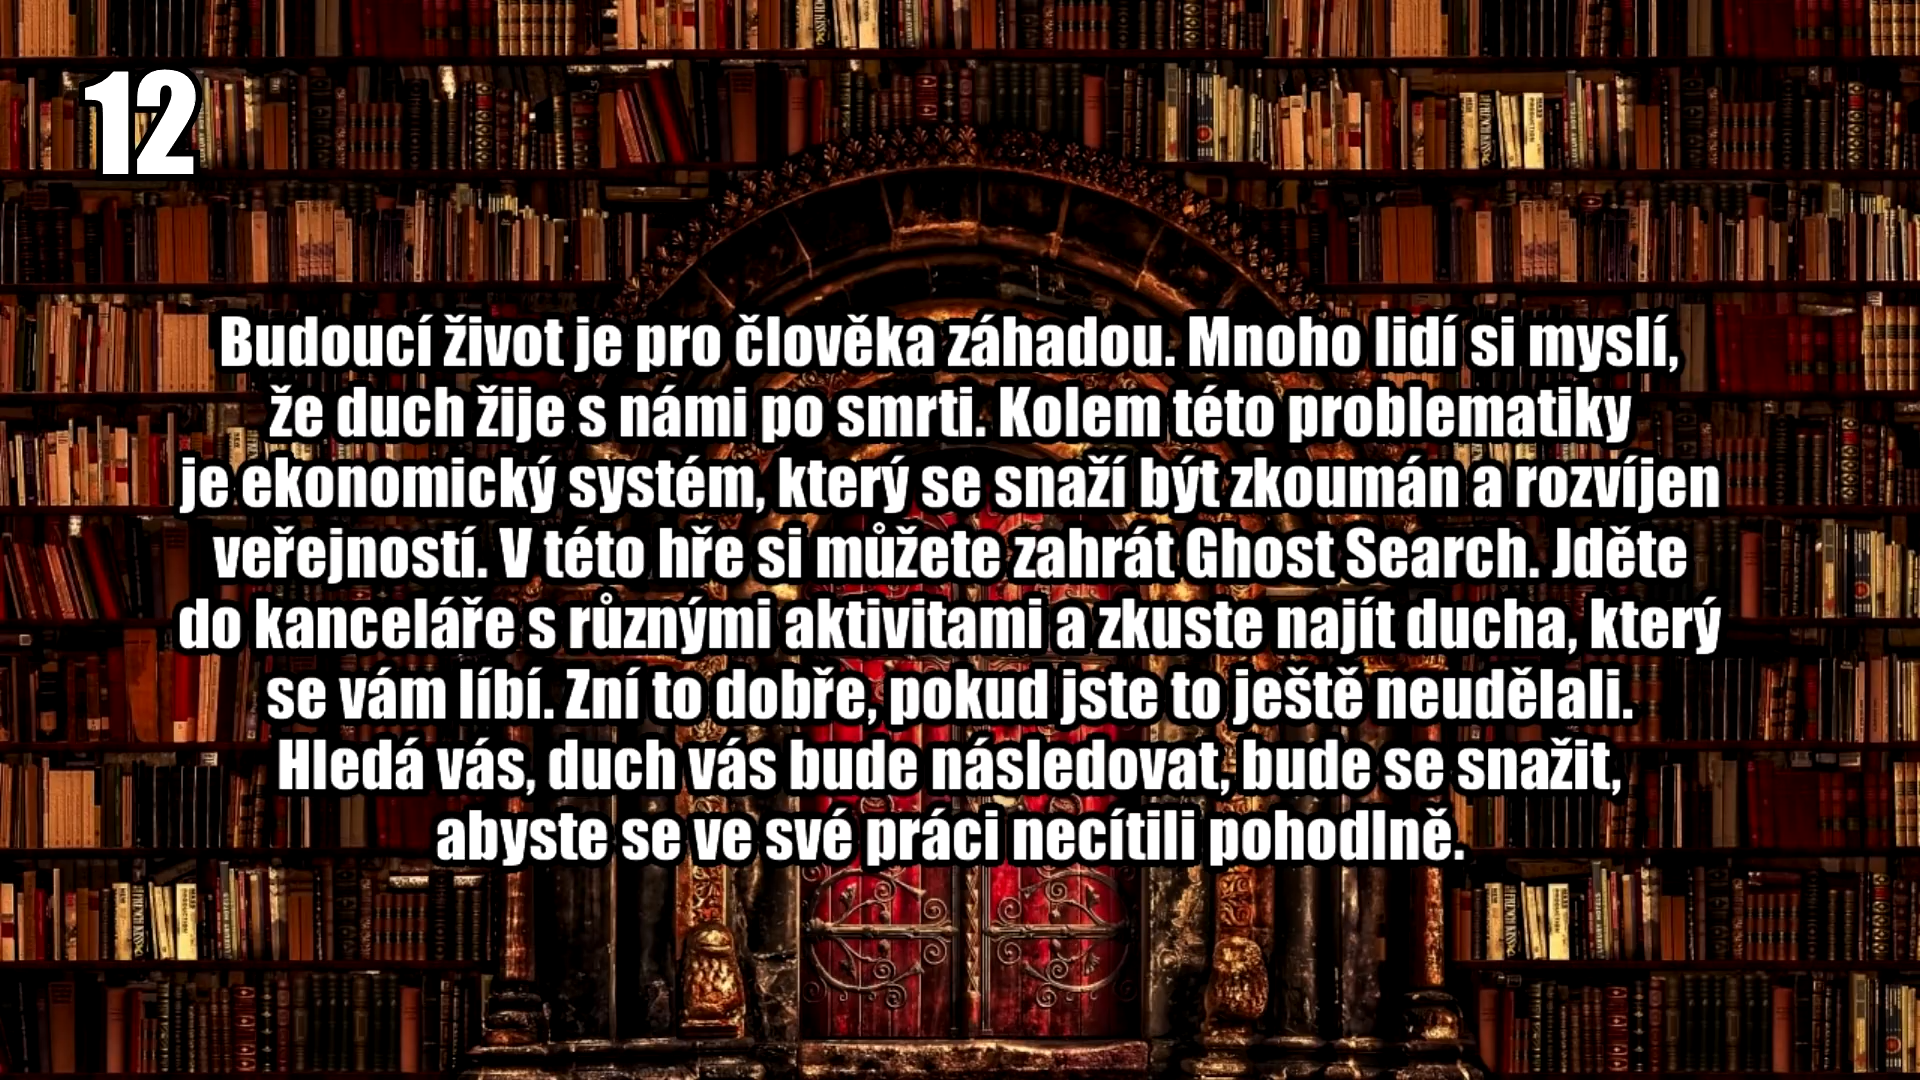 12
Budoucí život je pro člověka záhadou. Mnoho lidí si myslí,
že duch žije s námi po smrti. Kolem této problematiky
je ekonomický systém, který se snaží být zkoumán a rozvíjen
veřejností. V této hře si můžete zahrát Ghost Search. Jděte
do kanceláře s různými aktivitami a zkuste najít ducha, který
se vám líbí. Zní to dobře, pokud jste to ještě neudělali.
Hledá vás, duch vás bude následovat, bude se snažit,
abyste se ve své práci necítili pohodlně.